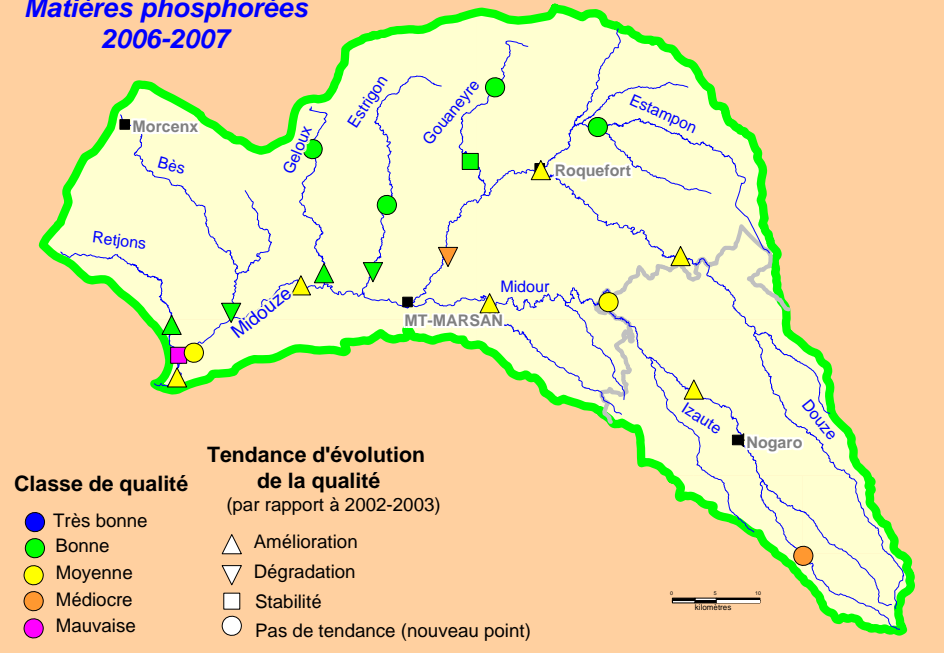 Matières phosphorées
2006-2007
Morcenx
Bès
Retjons
Geloux
Estrigon
Gouaneyre
Estampon
Roquefort
Midouze
MT-MARSAN
Midour
Izaute
Douze
Nogaro
Classe de qualité
Très bonne
Bonne
Moyenne
Médiocre
Mauvaise
Tendance d'évolution
de la qualité
(par rapport à 2002-2003)
Amélioration
Dégradation
Stabilité
Pas de tendance (nouveau point)
0 5 10
kilomètres